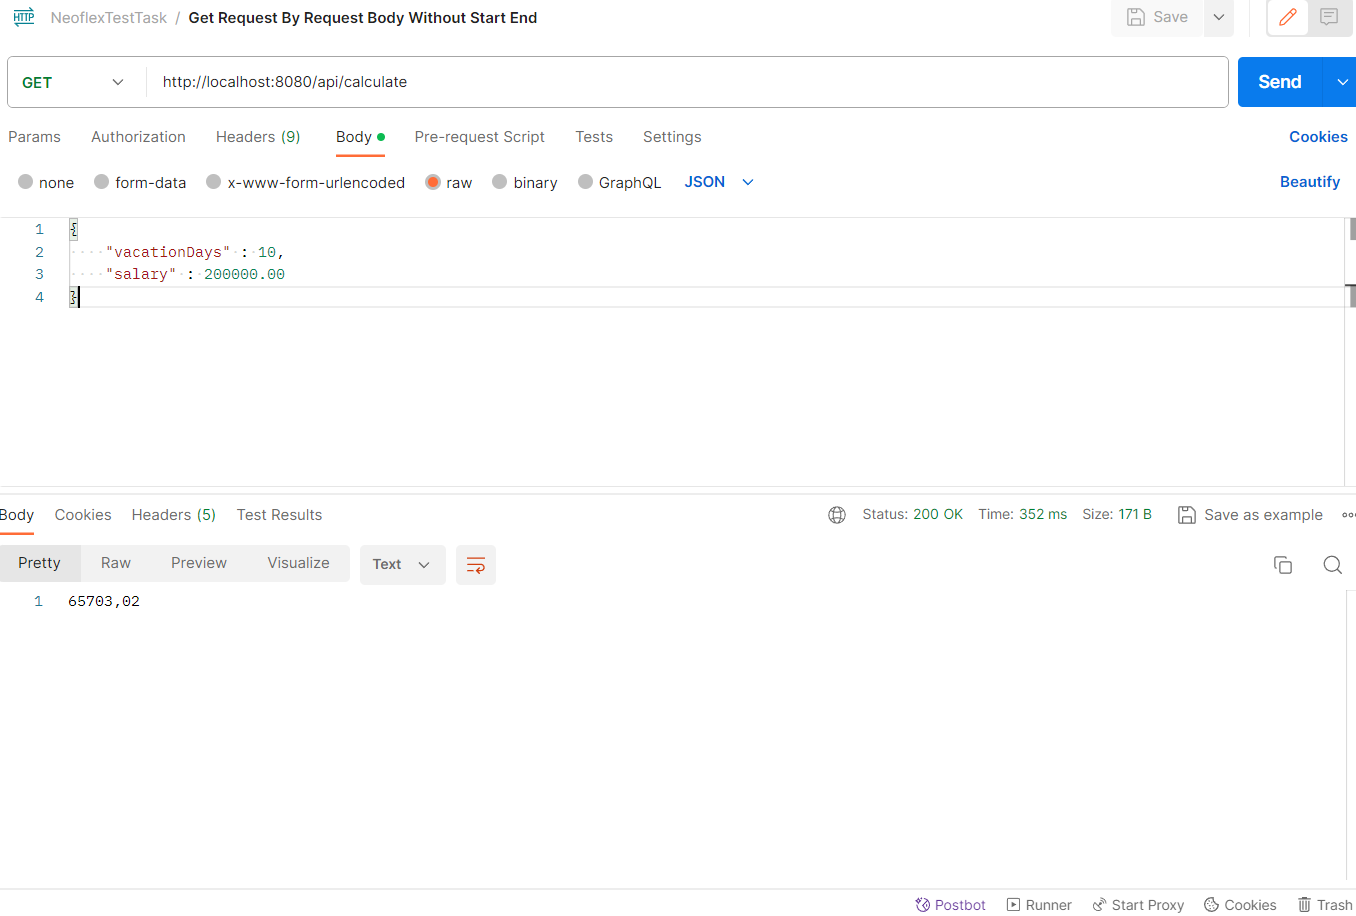 HTTP NeoflexTestTask / Get Request By Request Body Without Start End Save
GET http://localhost:8080/api/calculate Send
Params Authorization Headers (9) Body Pre-request Script Tests Settings Cookies
none form-data x-www-form-urlencoded raw binary GraphQL JSON Beautify
1 {
2 "vacationDays" : 10,
3 "salary" : 200000.00
4 }
Body Cookies Headers (5) Test Results Status: 200 OK Time: 352 ms Size: 171 B Save as example
Pretty Raw Preview Visualize Text
1 65703,02
Postbot Runner Start Proxy Cookies Trash